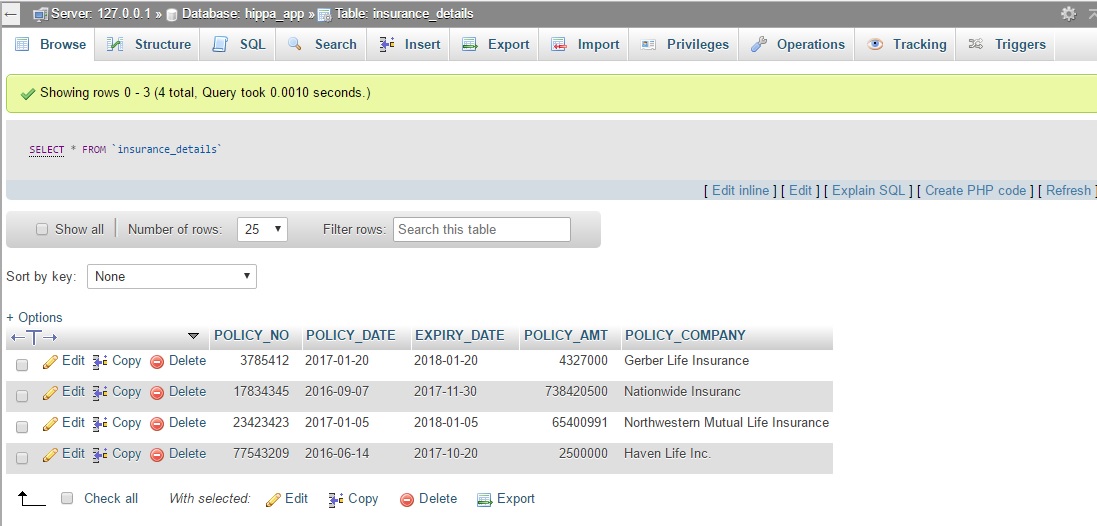 Server: 127.0.0.1 » Database: hippa_app » Table: insurance_details
Browse Structure SQL Search Insert Export Import Privileges Operations Tracking Triggers
Showing rows 0 - 3 (4 total, Query took 0.0010 seconds.)
SELECT * FROM `insurance_details`
[ Edit inline ] [ Edit ] [ Explain SQL ] [ Create PHP code ] [ Refresh ]
Show all Number of rows: 25 Filter rows: Search this table
Sort by key: None
+ Options
POLICY_NO POLICY_DATE EXPIRY_DATE POLICY_AMT POLICY_COMPANY
Edit Copy Delete 3785412 2017-01-20 2018-01-20 4327000 Gerber Life Insurance
Edit Copy Delete 17834345 2016-09-07 2017-11-30 738420500 Nationwide Insuranc
Edit Copy Delete 23423423 2017-01-05 2018-01-05 65400991 Northwestern Mutual Life Insurance
Edit Copy Delete 77543209 2016-06-14 2017-10-20 2500000 Haven Life Inc.
Check all With selected: Edit Copy Delete Export